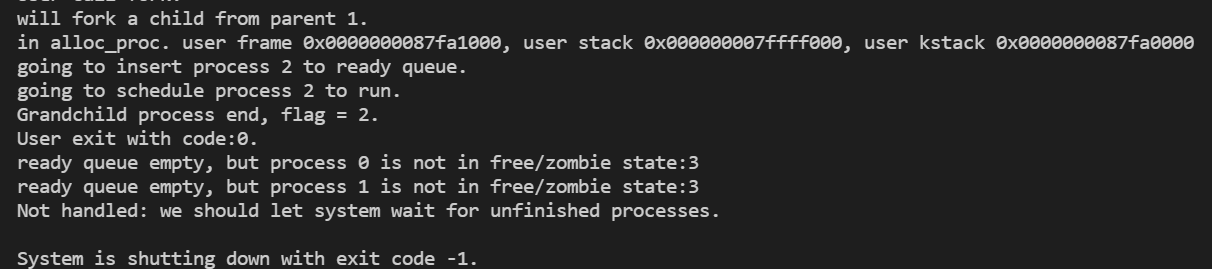 will fork a child from parent 1.
in alloc_proc. user frame 0x0000000087fa1000, user stack 0x000000007ffff000, user kstack 0x0000000087fa0000
going to insert process 2 to ready queue.
going to schedule process 2 to run.
Grandchild process end, flag = 2.
User exit with code:0.
ready queue empty, but process 0 is not in free/zombie state:3
ready queue empty, but process 1 is not in free/zombie state:3
Not handled: we should let system wait for unfinished processes.
System is shutting down with exit code -1.